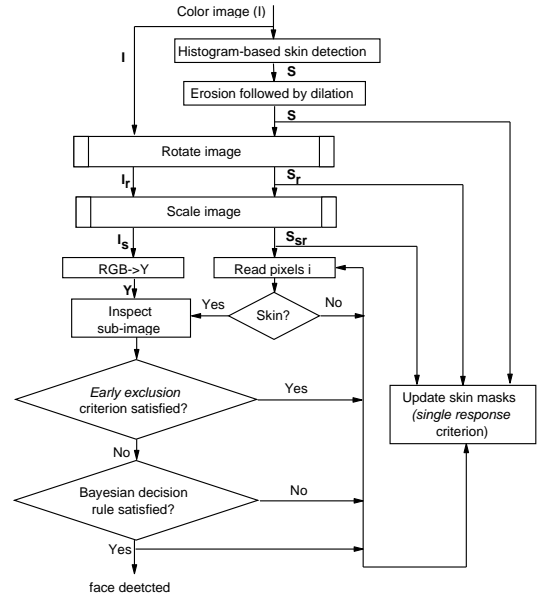 Color image (I)
I
Histogram-based skin detection
S
Erosion followed by dilation
S
Rotate image
Ir
Sr
Scale image
Is
Ssr
RGB->Y
Read pixels i
Y
Yes
Skin?
No
Inspect
sub-image
Early exclusion
criterion satisfied?
Yes
Update skin masks
(single response
criterion)
No
Bayesian decision
rule satisfied?
No
Yes
face deetcted